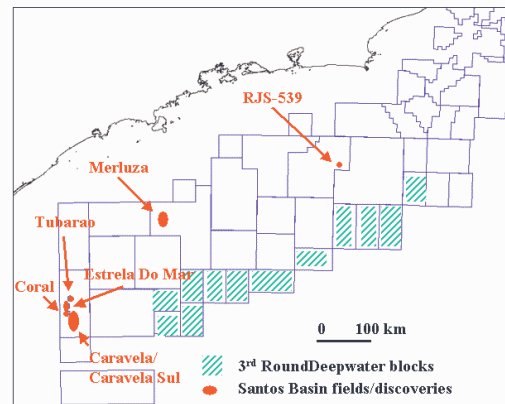 RJS-539
Merluza
Tubarao
Estrela Do Mar
Coral
Caravela/
Caravela Sul
0 100 km
3rd RoundDeepwater blocks
Santos Basin fields/discoveries